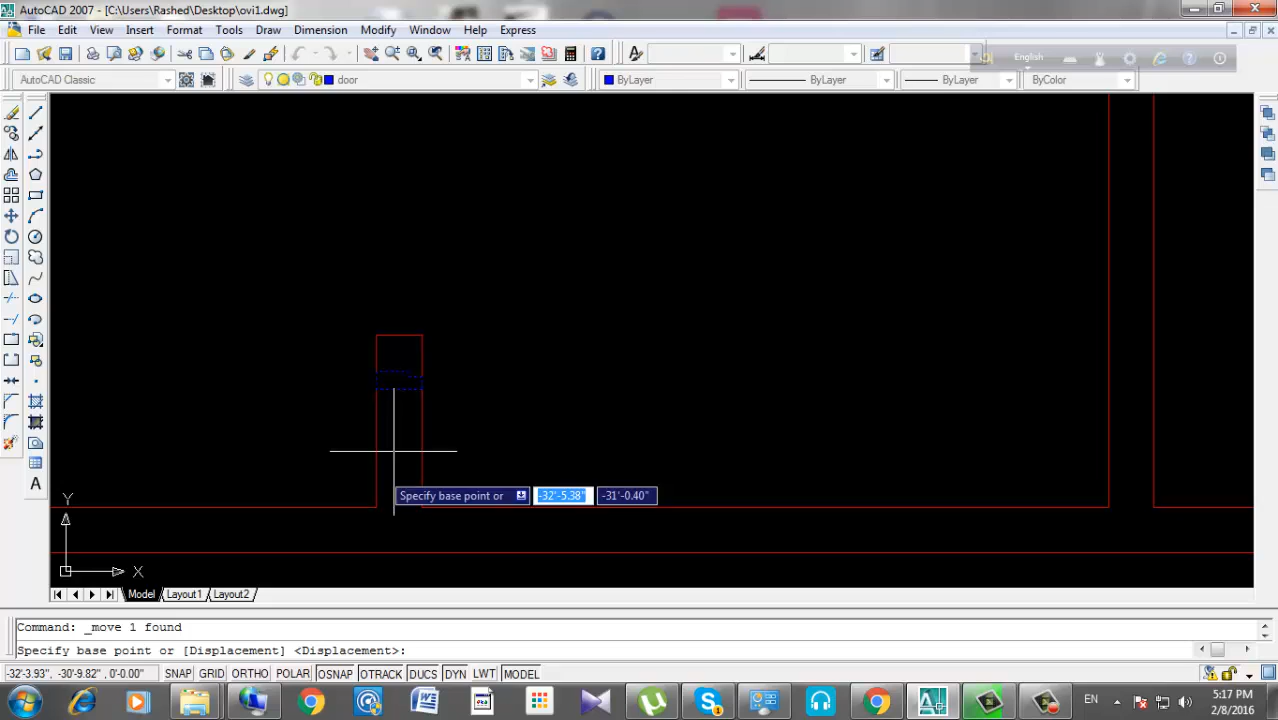 AutoCAD 2007 - [C:\Users\Rashed\Desktop\ovi1.dwg]
File Edit View Insert Format Tools Draw Dimension Modify Window Help Express
English
AutoCAD Classic door ByLayer ByLayer ByLayer ByColor
A
Specify base point or -32'-5.38" -31'-0.40"
A
Y
X
Model Layout1 Layout2
Command: _move 1 found
Specify base point or [Displacement] <Displacement>:
-32'-3.93", -30'-9.82" , 0'-0.00" SNAP GRID ORTHO POLAR OSNAP OTRACK DUCS DYN LWT MODEL
EN 5:17 PM
2/8/2016